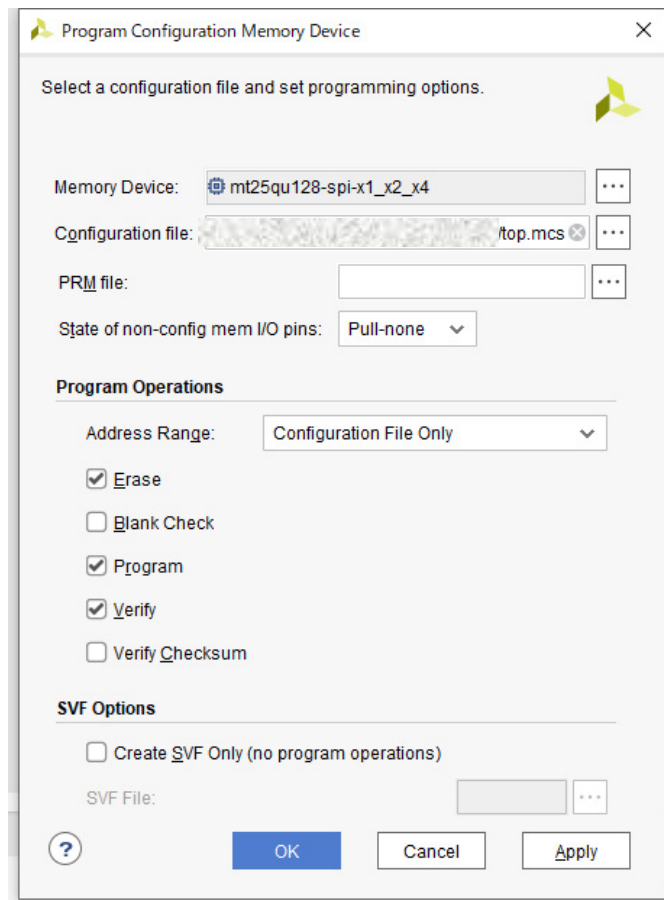 Program Configuration Memory Device
Select a configuration file and set programming options.
Memory Device: mt25qu128-spi-x1_x2_x4 ...
Configuration file: /top.mcs ...
PRM file: ...
State of non-config mem I/O pins: Pull-none
Program Operations
Address Range: Configuration File Only
Erase
Blank Check
Program
Verify
Verify Checksum
SVF Options
Create SVF Only (no program operations)
SVF File: ...
? OK Cancel Apply